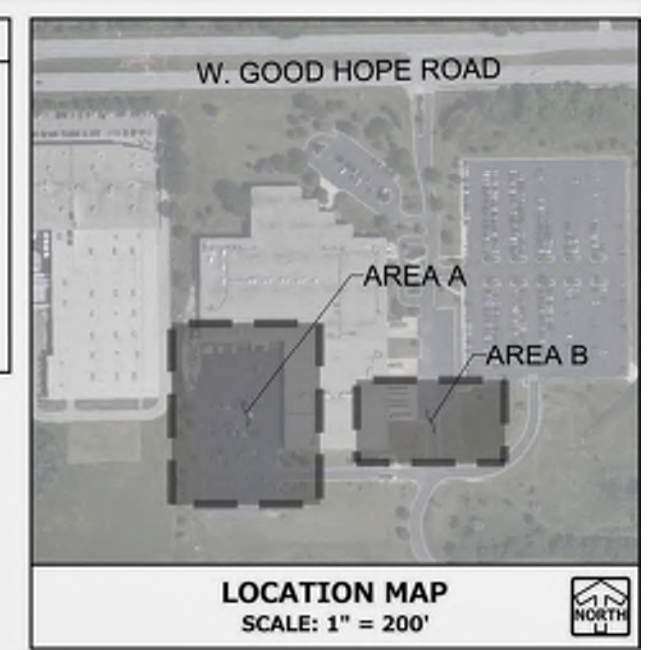 W. GOOD HOPE ROAD
AREA A
AREA B
LOCATION MAP
SCALE: 1" = 200'
NORTH